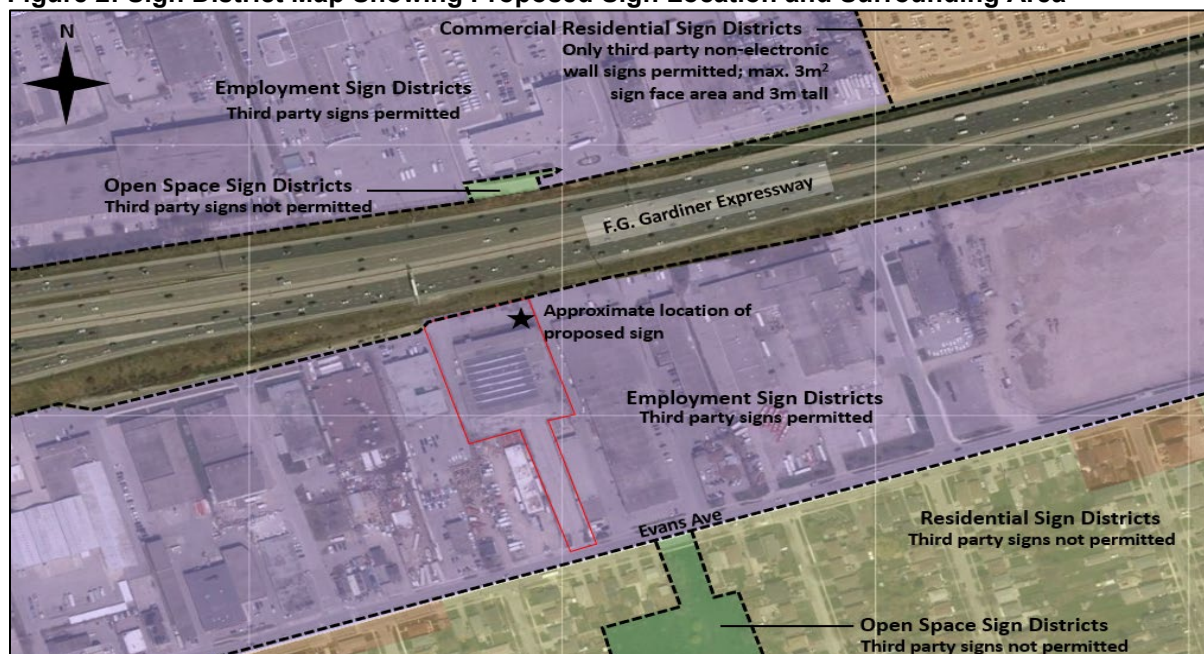 Figure 2: Sign District Map Showing Proposed Sign Location and Surrounding Area
N
Commercial Residential Sign Districts
Only third party non-electronic
wall signs permitted; max. 3m²
sign face area and 3m tall
Employment Sign Districts
Third party signs permitted
Open Space Sign Districts
Third party signs not permitted
F.G. Gardiner Expressway
Approximate location of
proposed sign
Employment Sign Districts
Third party signs permitted
Evans Ave
Residential Sign Districts
Third party signs not permitted
Open Space Sign Districts
Third party signs not permitted